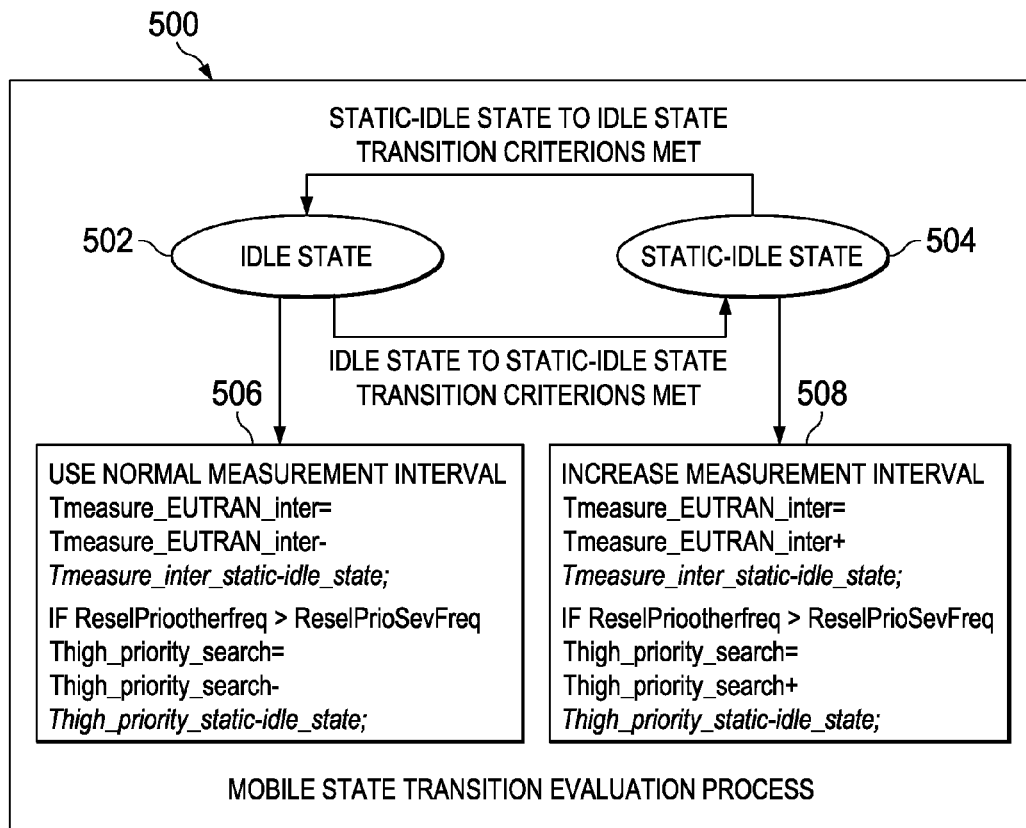 500
STATIC-IDLE STATE TO IDLE STATE
TRANSITION CRITERIONS MET
502
IDLE STATE
STATIC-IDLE STATE
504
IDLE STATE TO STATIC-IDLE STATE
TRANSITION CRITERIONS MET
506
USE NORMAL MEASUREMENT INTERVAL
Tmeasure_EUTRAN_inter=
Tmeasure_EUTRAN_inter-
Tmeasure_inter_static-idle_state;
IF ReselPriootherfreq > ReselPrioSevFreq
Thigh_priority_search=
Thigh_priority_search-
Thigh_priority_static-idle_state;
508
INCREASE MEASUREMENT INTERVAL
Tmeasure_EUTRAN_inter=
Tmeasure_EUTRAN_inter+
Tmeasure_inter_static-idle_state;
IF ReselPriootherfreq > ReselPrioSevFreq
Thigh_priority_search=
Thigh_priority_search+
Thigh_priority_static-idle_state;
MOBILE STATE TRANSITION EVALUATION PROCESS